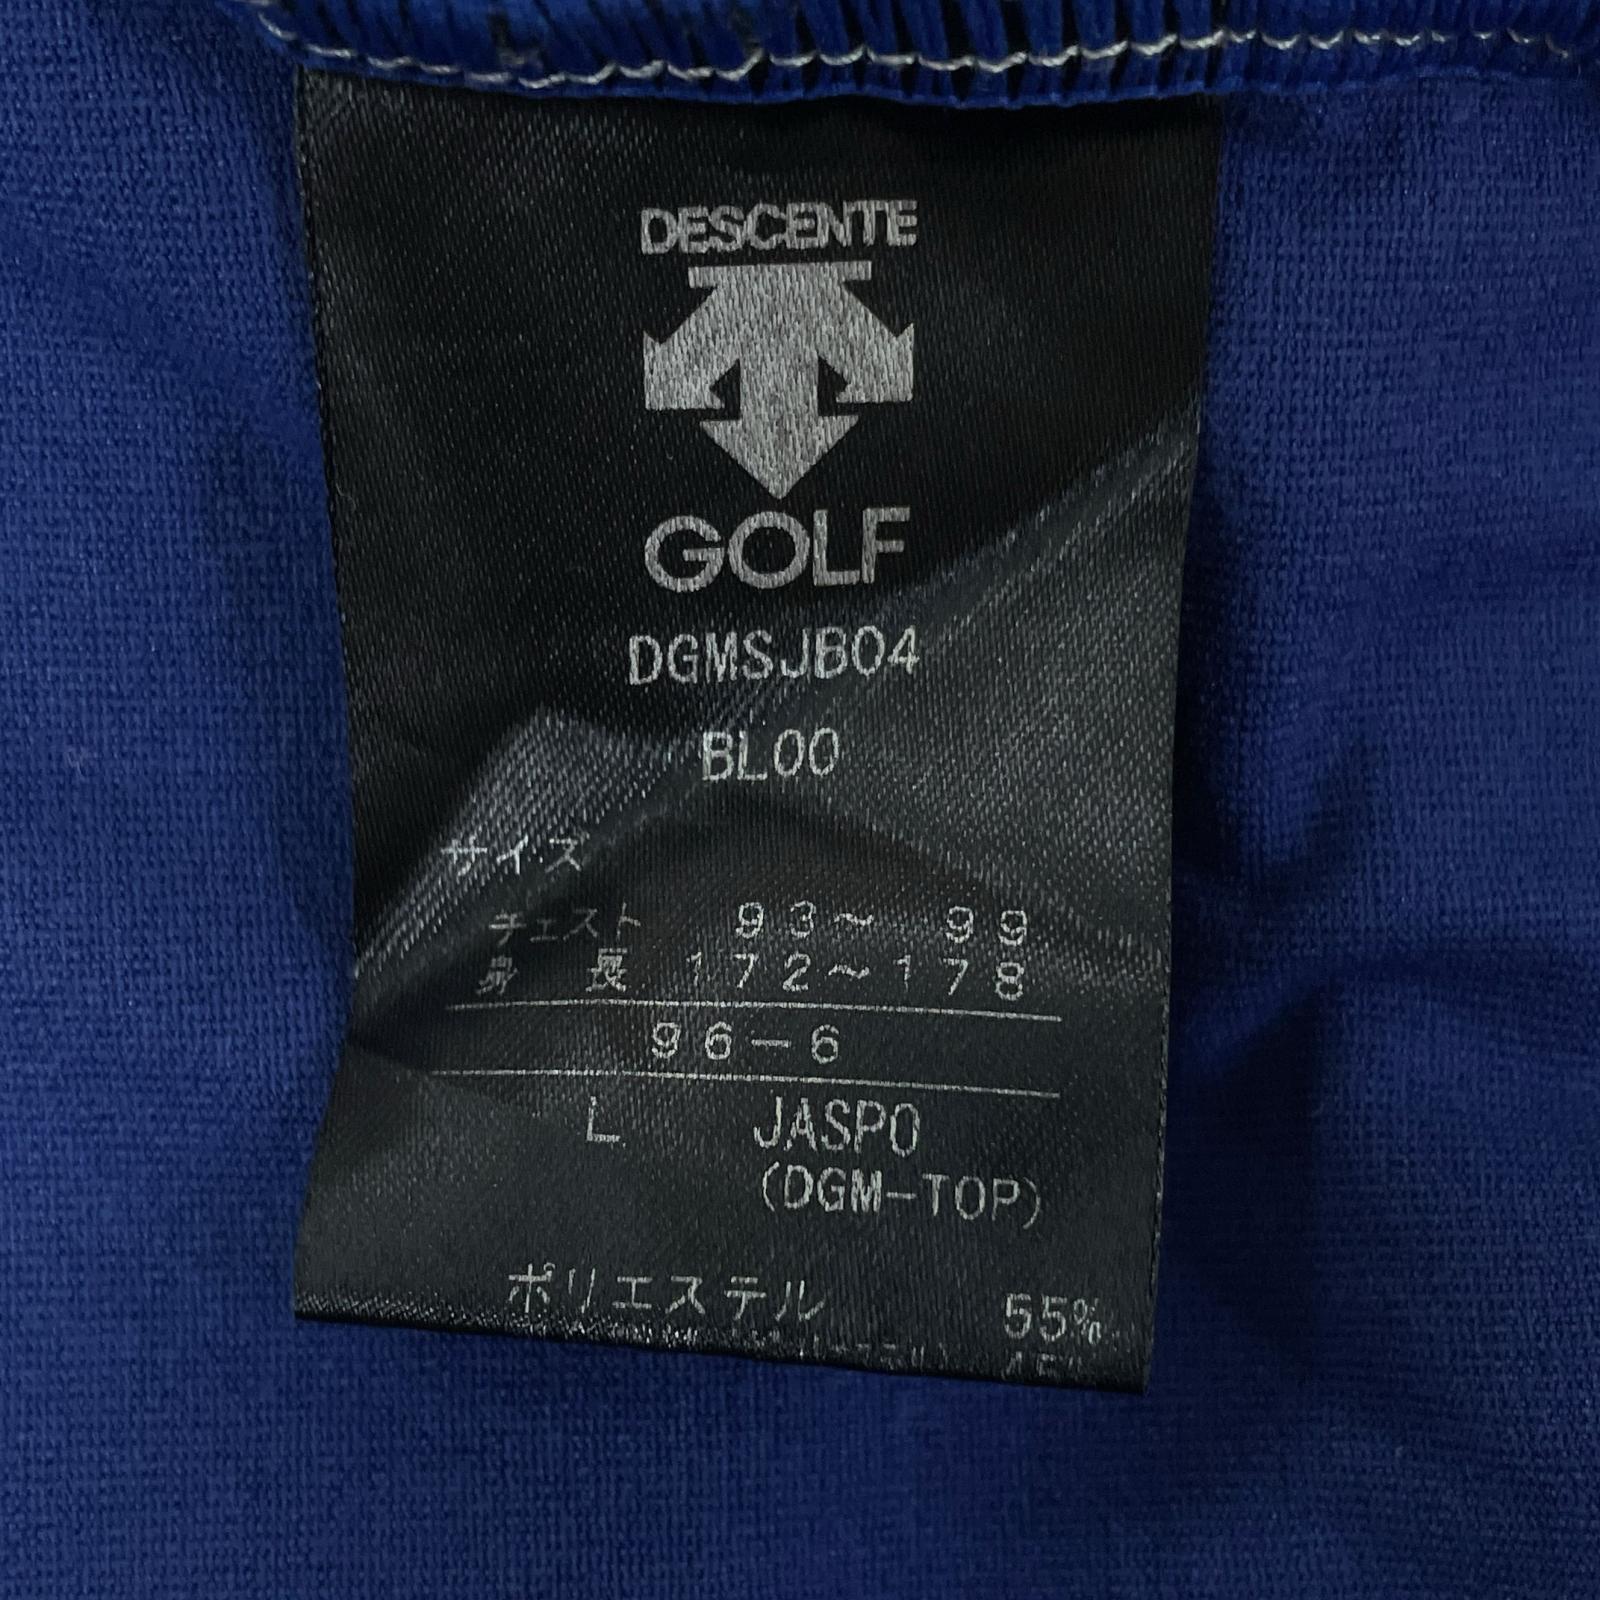 DESCENTE
GOLF
DGMSJB04
BL00
サイズ
チェスト 93～ 99
身 長 172～178
96-6
L JASPO
(DGM-TOP)
ポリエステル 55%